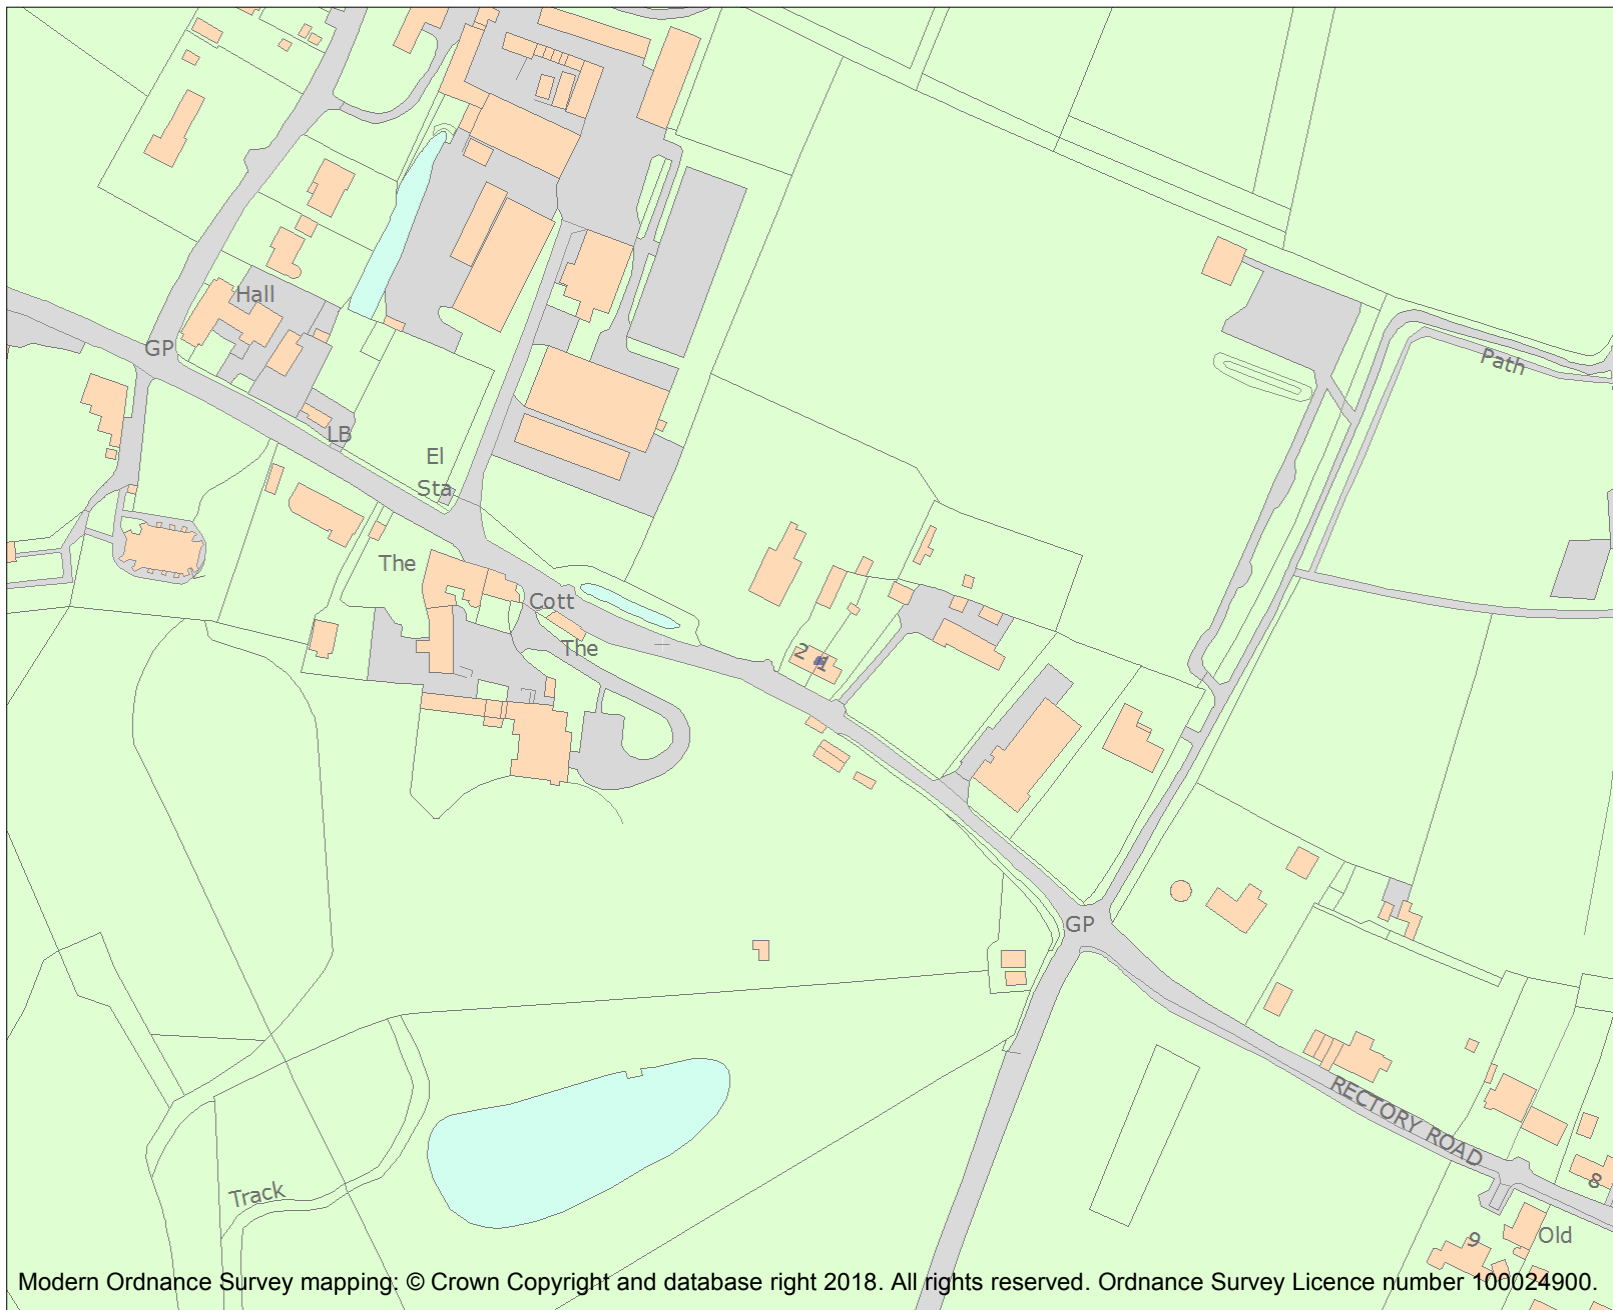 Hall
GP
Path
LB
El
Sta
The
Cott
The
2
1
GP
RECTORY ROAD
8
Track
9
Old
Modern Ordnance Survey mapping: © Crown Copyright and database right 2018. All rights reserved. Ordnance Survey Licence number 100024900.